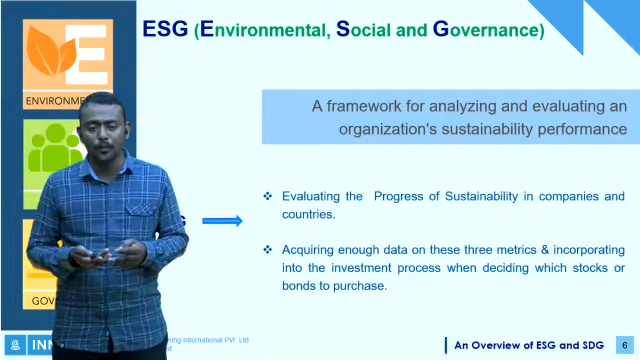 ESG (Environmental, Social and Governance)
E
ENVIRONME
A framework for analyzing and evaluating an
organization's sustainability performance
❖ Evaluating the Progress of Sustainability in companies and
countries.
G
❖ Acquiring enough data on these three metrics & incorporating
into the investment process when deciding which stocks or
bonds to purchase.
GOV
INN
ring International Pvt Ltd
d
An Overview of ESG and SDG 6